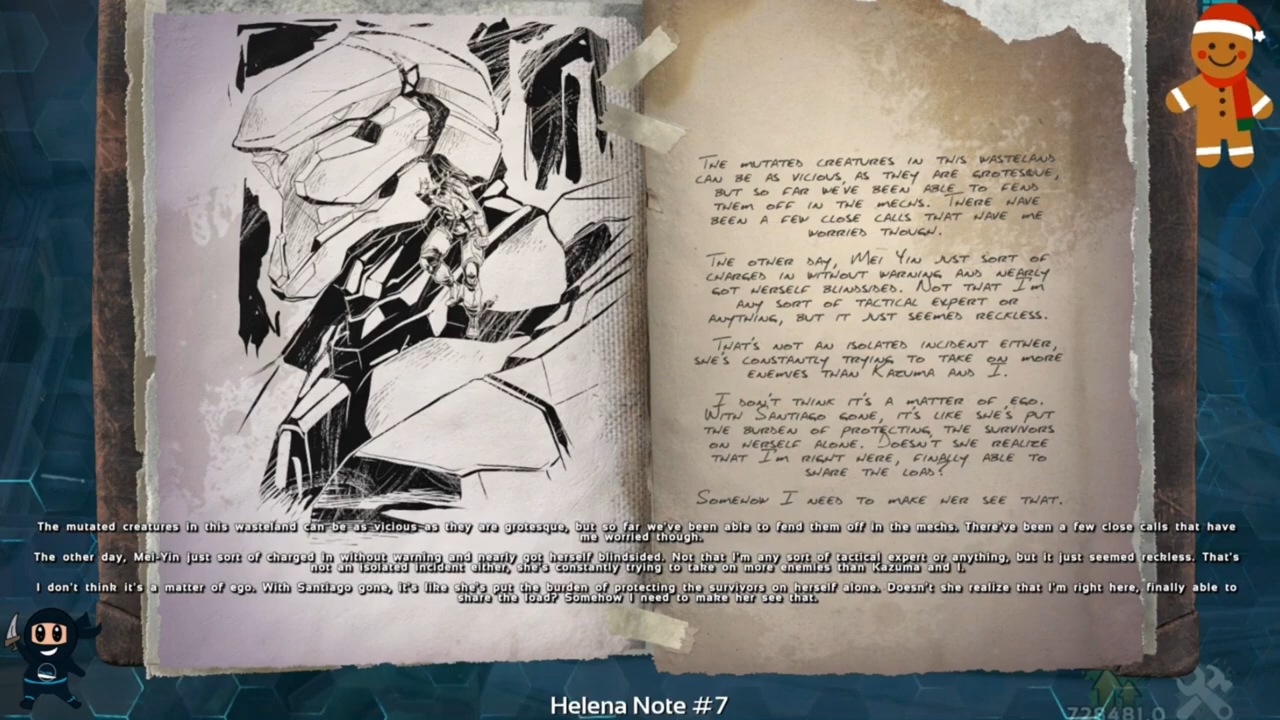 THE MUTATED CREATURES IN THIS WASTELAND
CAN BE AS VICIOUS AS THEY ARE GROTESQUE,
BUT SO FAR WE'VE BEEN ABLE TO FEND
THEM OFF IN THE MECHS. THERE HAVE
BEEN A FEW CLOSE CALLS THAT HAVE ME
WORRIED THOUGH.
THE OTHER DAY, MEI YIN JUST SORT OF
CHARGED IN WITHOUT WARNING AND NEARLY
GOT HERSELF BLINDSIDED. NOT THAT I'M
ANY SORT OF TACTICAL EXPERT OR
ANYTHING, BUT IT JUST SEEMED RECKLESS.
THAT'S NOT AN ISOLATED INCIDENT EITHER,
SHE'S CONSTANTLY TRYING TO TAKE ON MORE
ENEMIES THAN KAZUMA AND I.
I DON'T THINK IT'S A MATTER OF EGO.
WITH SANTIAGO GONE, IT'S LIKE SHE'S PUT
THE BURDEN OF PROTECTING THE SURVIVORS
ON HERSELF ALONE. DOESN'T SHE REALIZE
THAT I'M RIGHT HERE, FINALLY ABLE TO
SHARE THE LOAD?
SOMEHOW I NEED TO MAKE HER SEE THAT.
The mutated creatures in this wasteland can be as vicious as they are grotesque, but so far we've been able to fend them off in the mechs. There've been a few close calls that have
me worried though.
The other day, Mei-Yin just sort of charged in without warning and nearly got herself blindsided. Not that I'm any sort of tactical expert or anything, but it just seemed reckless. That's
not an isolated incident either, she's constantly trying to take on more enemies than Kazuma and I.
I don't think it's a matter of ego. With Santiago gone, it's like she's put the burden of protecting the survivors on herself alone. Doesn't she realize that I'm right here, finally able to
share the load? Somehow I need to make her see that.
Helena Note #7
728481.0